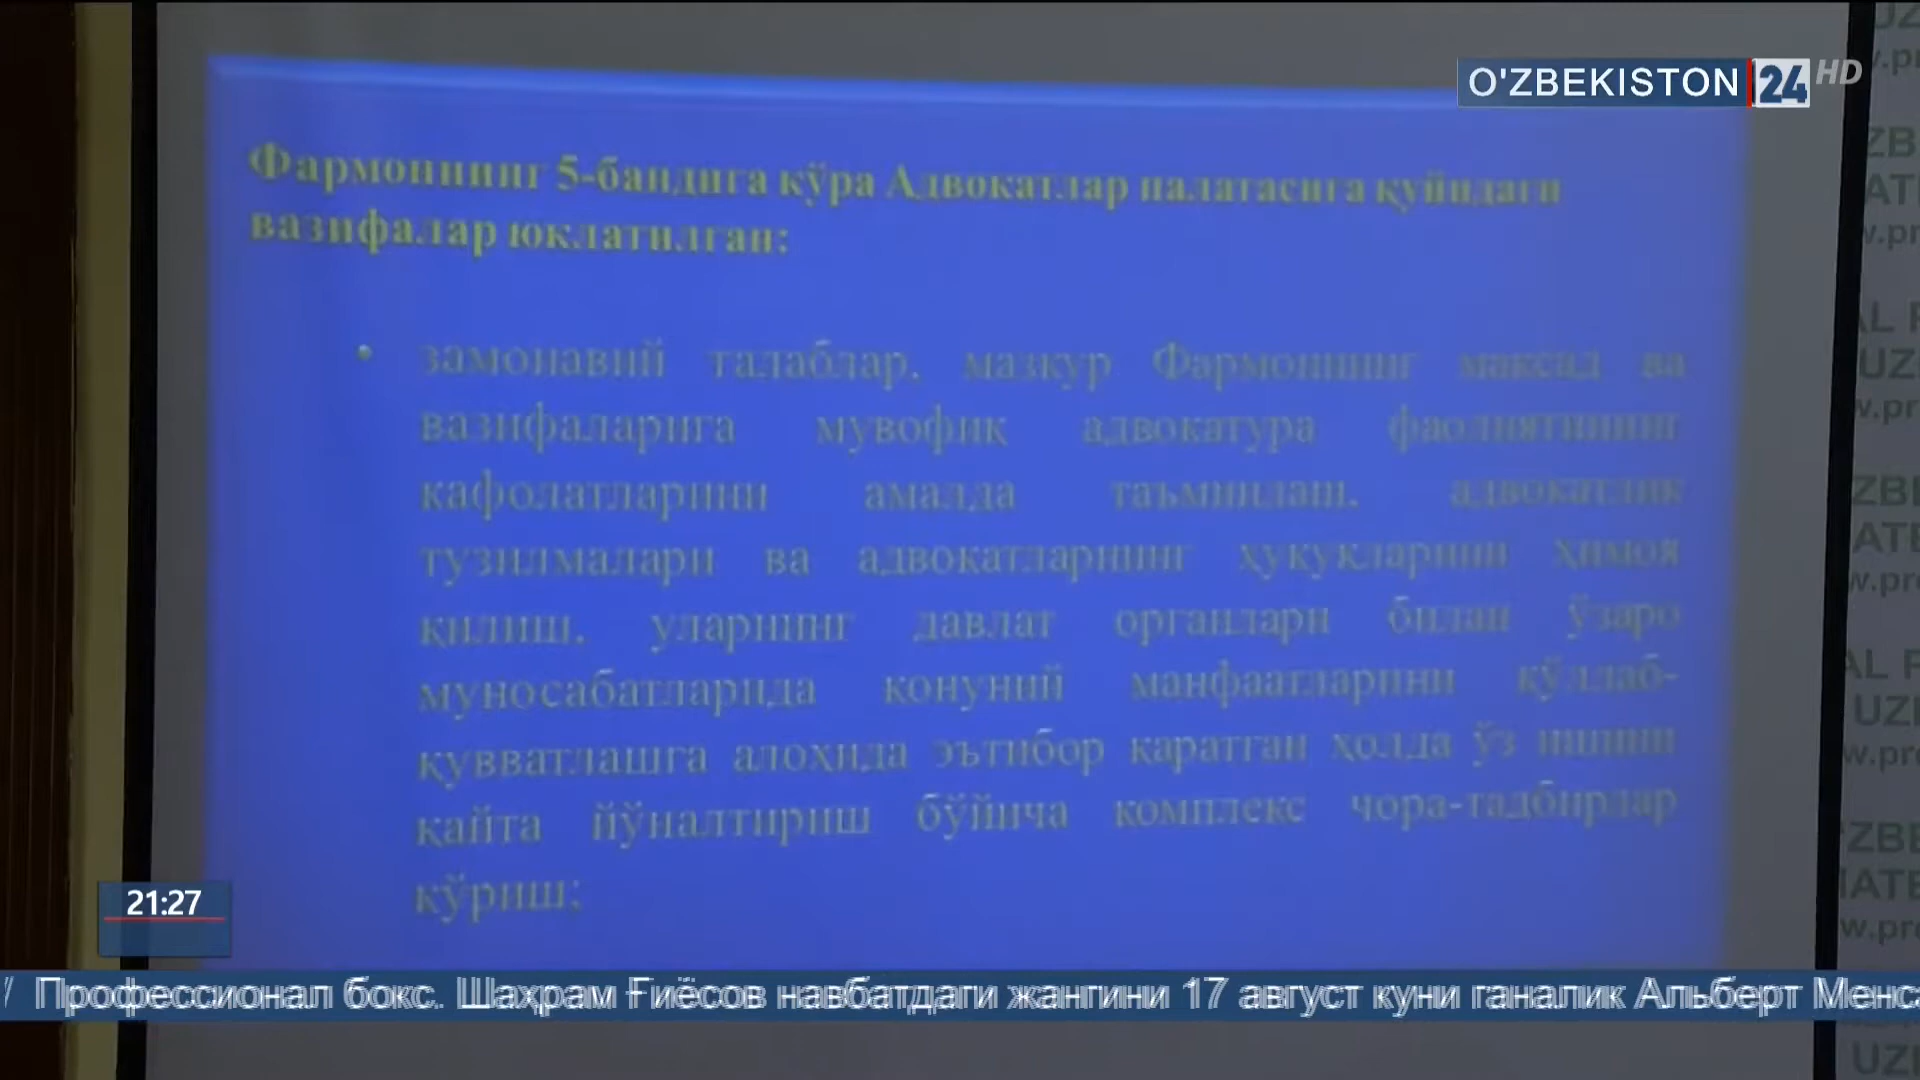 O'ZBEKISTON 24 HD
Фармоннинг 5-бандига кўра Адвокатлар палатасига қуйидаги
вазифалар юклатилган:
• замонавий талаблар, мазкур Фармоннинг мақсад ва
вазифаларига мувофиқ адвокатура фаолиятининг
кафолатларини амалда таъминлаш, адвокатлик
тузилмалари ва адвокатларнинг ҳуқуқларини ҳимоя
қилиш, уларнинг давлат органлари билан ўзаро
муносабатларида қонуний манфаатларини қўллаб-
қувватлашга алоҳида эътибор қаратган ҳолда ўз ишини
қайта йўналтириш бўйича комплекс чора-тадбирлар
кўриш;
21:27
/ Профессионал бокс. Шаҳрам Ғиёсов навбатдаги жангини 17 август куни ганалик Альберт Менса